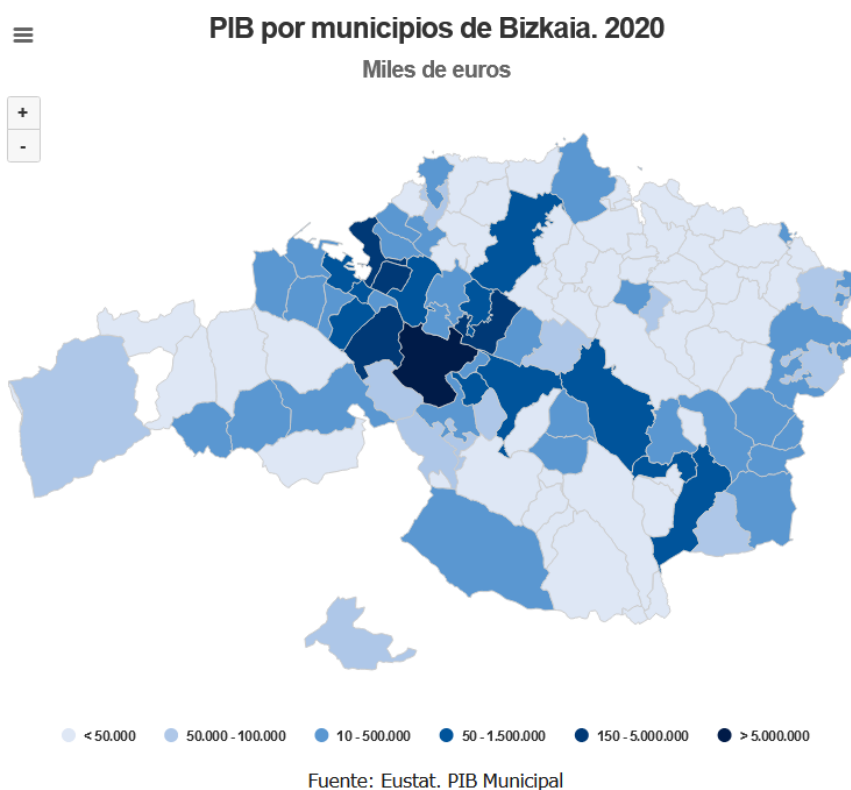 PIB por municipios de Bizkaia. 2020
Miles de euros
+
-
< 50.000 50.000 - 100.000 10 - 500.000 50 - 1.500.000 150 - 5.000.000 > 5.000.000
Fuente: Eustat. PIB Municipal